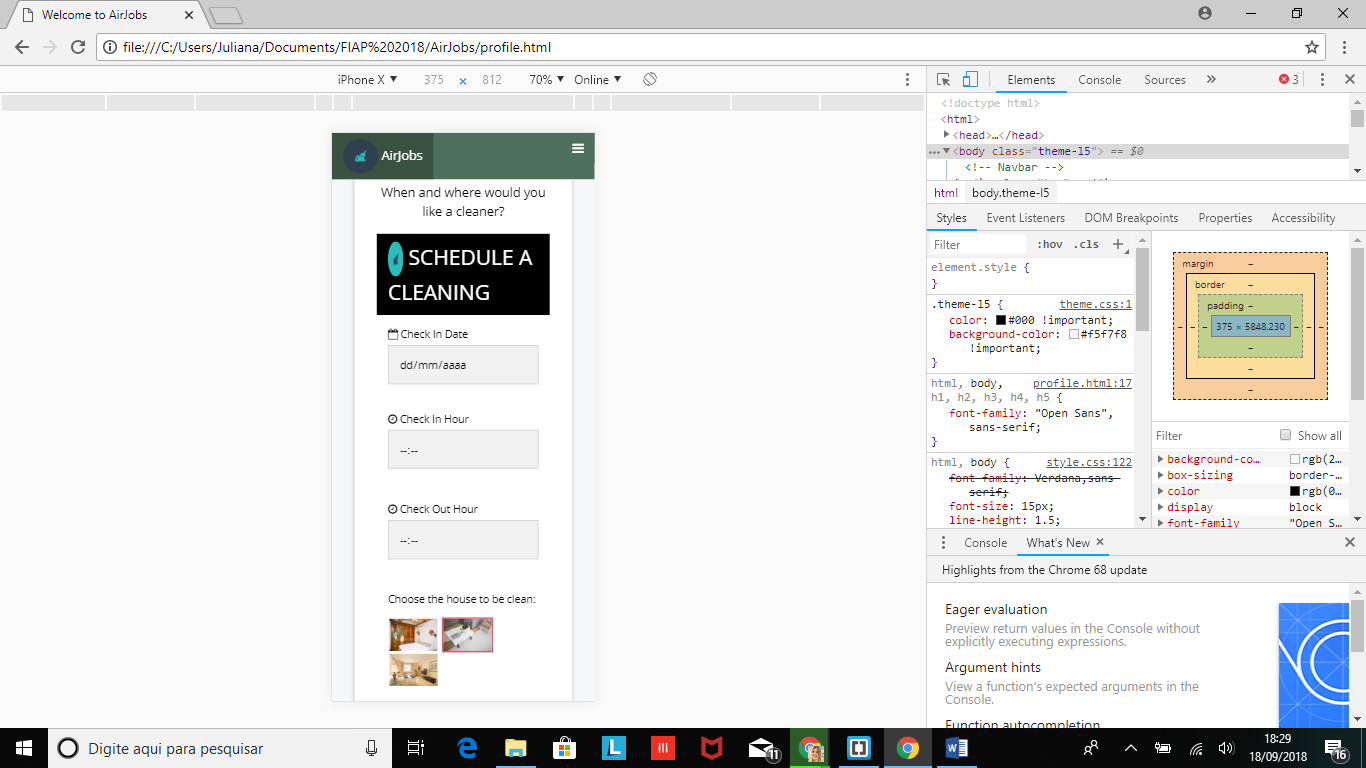 Welcome to AirJobs
file:///C:/Users/Juliana/Documents/FIAP%202018/AirJobs/profile.html
iPhone X ▼ 375 × 812 70% ▼ Online ▼
AirJobs
When and where would you
like a cleaner?
SCHEDULE A
CLEANING
Check In Date
dd/mm/aaaa
Check In Hour
--:--
Check Out Hour
--:--
Choose the house to be clean:
Elements Console Sources » 3
<!doctype html>
<html>
<head>…</head>
<body class="theme-l5"> == $0
<!-- Navbar -->
html body.theme-l5
Styles Event Listeners DOM Breakpoints Properties Accessibility
Filter :hov .cls +
element.style {
}
.theme-l5 { theme.css:1
color: #000 !important;
background-color: #f5f7f8
!important;
}
html, body, profile.html:17
h1, h2, h3, h4, h5 {
font-family: "Open Sans",
sans-serif;
}
html, body { style.css:122
font-family: Verdana,sans-
serif;
font-size: 15px;
line-height: 1.5;
margin –
border –
padding –
– – – 375 × 5848.230 – – –
–
–
–
Filter Show all
background-co… rgb(2…
box-sizing border-…
color rgb(0…
display block
font-family "Open S…
Console What's New ×
Highlights from the Chrome 68 update
Eager evaluation
Preview return values in the Console without
explicitly executing expressions.
Argument hints
View a function's expected arguments in the
Console.
Function autocompletion
Digite aqui para pesquisar
L
11
W
18:29
18/09/2018
16